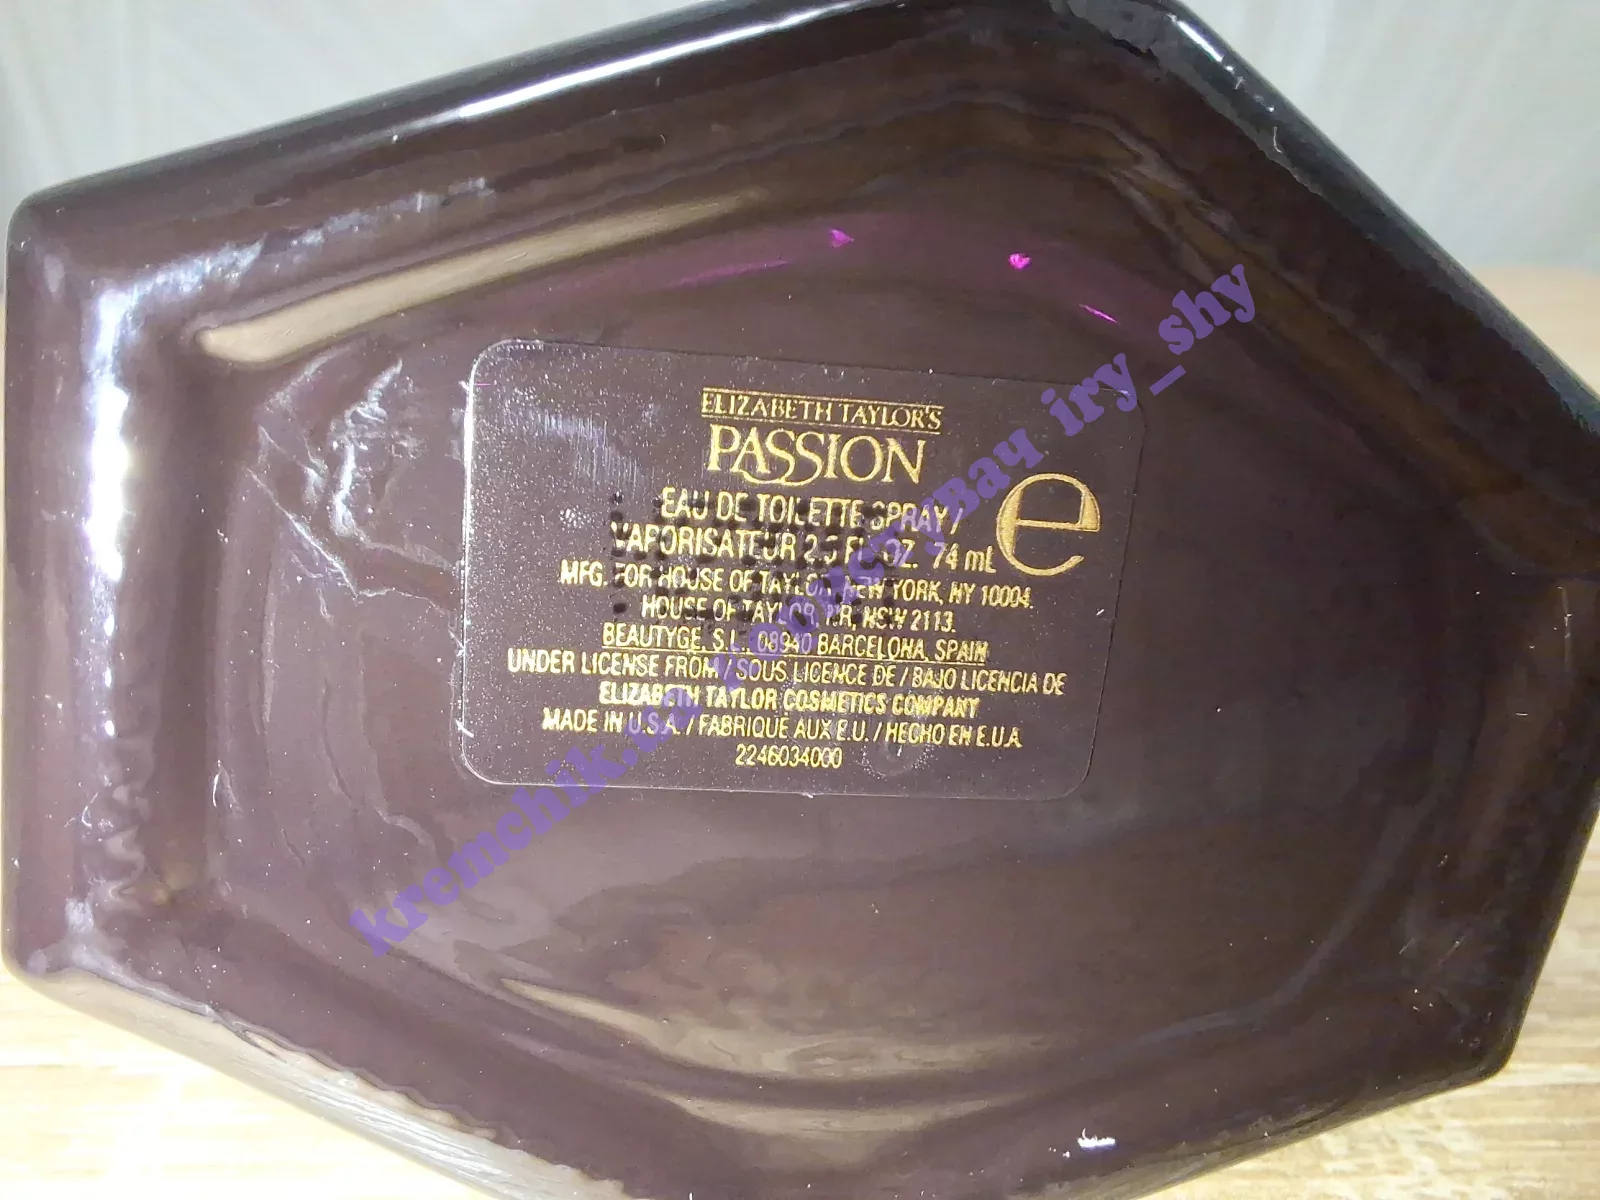 ELIZABETH TAYLOR'S
PASSION
EAU DE TOILETTE SPRAY /
VAPORISATEUR 2.5 FL. OZ. 74 mL
e
MFG. FOR HOUSE OF TAYLOR, NEW YORK, NY 10004.
HOUSE OF TAYLOR, NR, NSW 2113.
BEAUTYGE, S.L., 08940 BARCELONA, SPAIN
UNDER LICENSE FROM / SOUS LICENCE DE / BAJO LICENCIA DE
ELIZABETH TAYLOR COSMETICS COMPANY
MADE IN U.S.A. / FABRIQUÉ AUX E.U. / HECHO EN E.U.A.
2246034000
kremchik.ua
iry_shy